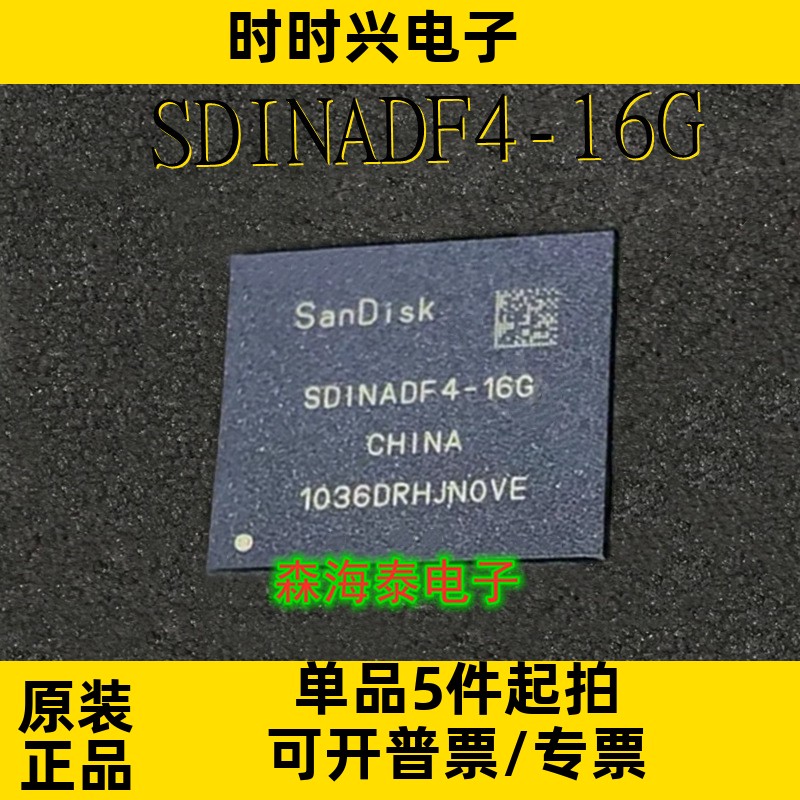 时时兴电子
SDINADF4-16G
SanDisk
SDINADF4-16G
CHINA
1036DRHJN0VE
森海泰电子
原装
正品
单品5件起拍
可开普票/专票